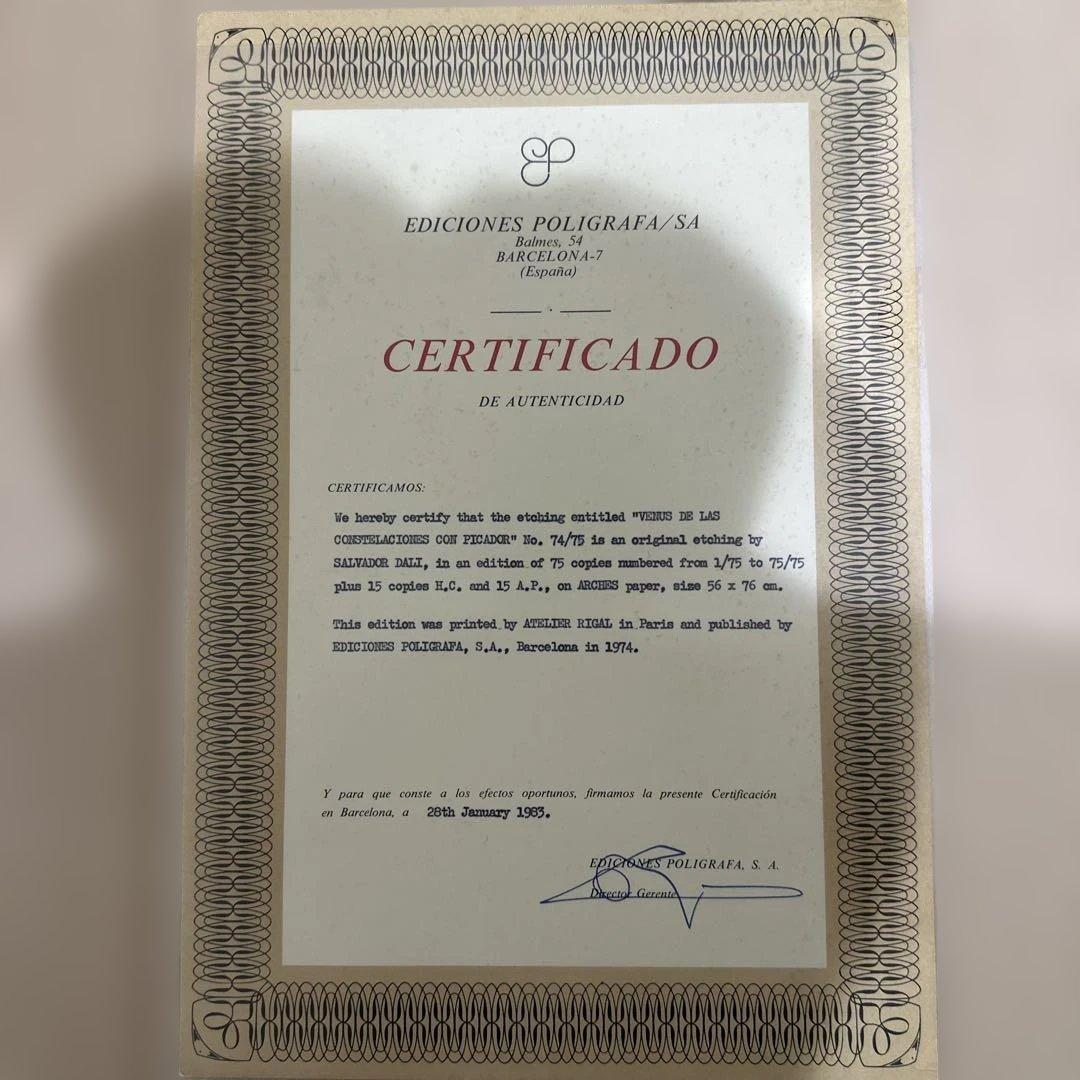 EP
EDICIONES POLIGRAFA/SA
Balmes, 54
BARCELONA-7
(España)
CERTIFICADO
DE AUTENTICIDAD
CERTIFICAMOS:
We hereby certify that the etching entitled "VENUS DE LAS
CONSTELACIONES CON PICADOR" No. 74/75 is an original etching by
SALVADOR DALI, in an edition of 75 copies numbered from 1/75 to 75/75
plus 15 copies H.C. and 15 A.P., on ARCHES paper, size 56 x 76 cm.
This edition was printed by ATELIER RIGAL in Paris and published by
EDICIONES POLIGRAFA, S.A., Barcelona in 1974.
Y para que conste a los efectos oportunos, firmamos la presente Certificación
en Barcelona, a 28th January 1983.
EDICIONES POLIGRAFA, S. A.
Director Gerente